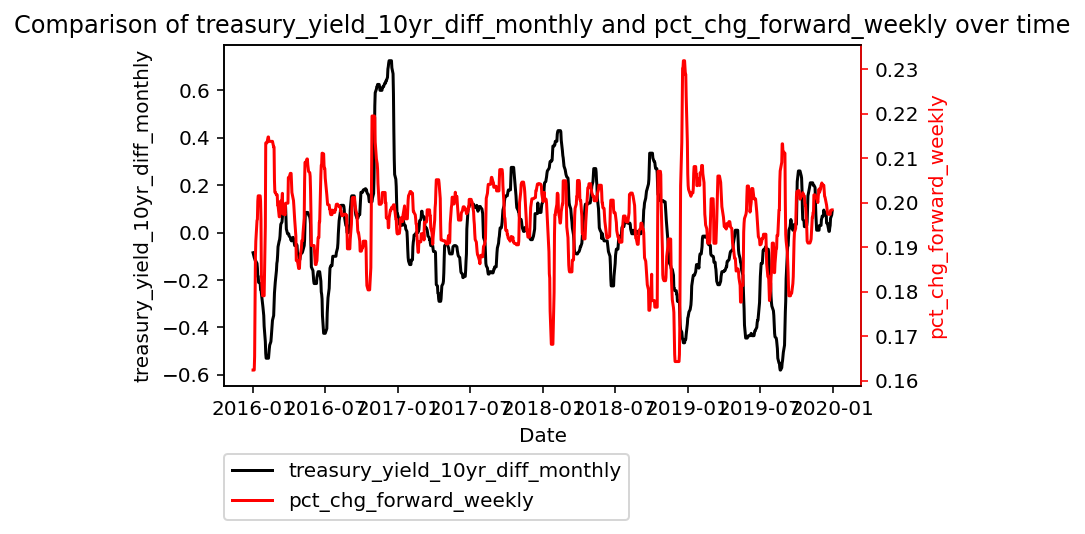 Comparison of treasury_yield_10yr_diff_monthly and pct_chg_forward_weekly over time
treasury_yield_10yr_diff_monthly
0.6
0.4
0.2
0.0
−0.2
−0.4
−0.6
0.23
0.22
0.21
0.20
0.19
0.18
0.17
0.16
pct_chg_forward_weekly
2016-01 2016-07 2017-01 2017-07 2018-01 2018-07 2019-01 2019-07 2020-01
Date
treasury_yield_10yr_diff_monthly
pct_chg_forward_weekly